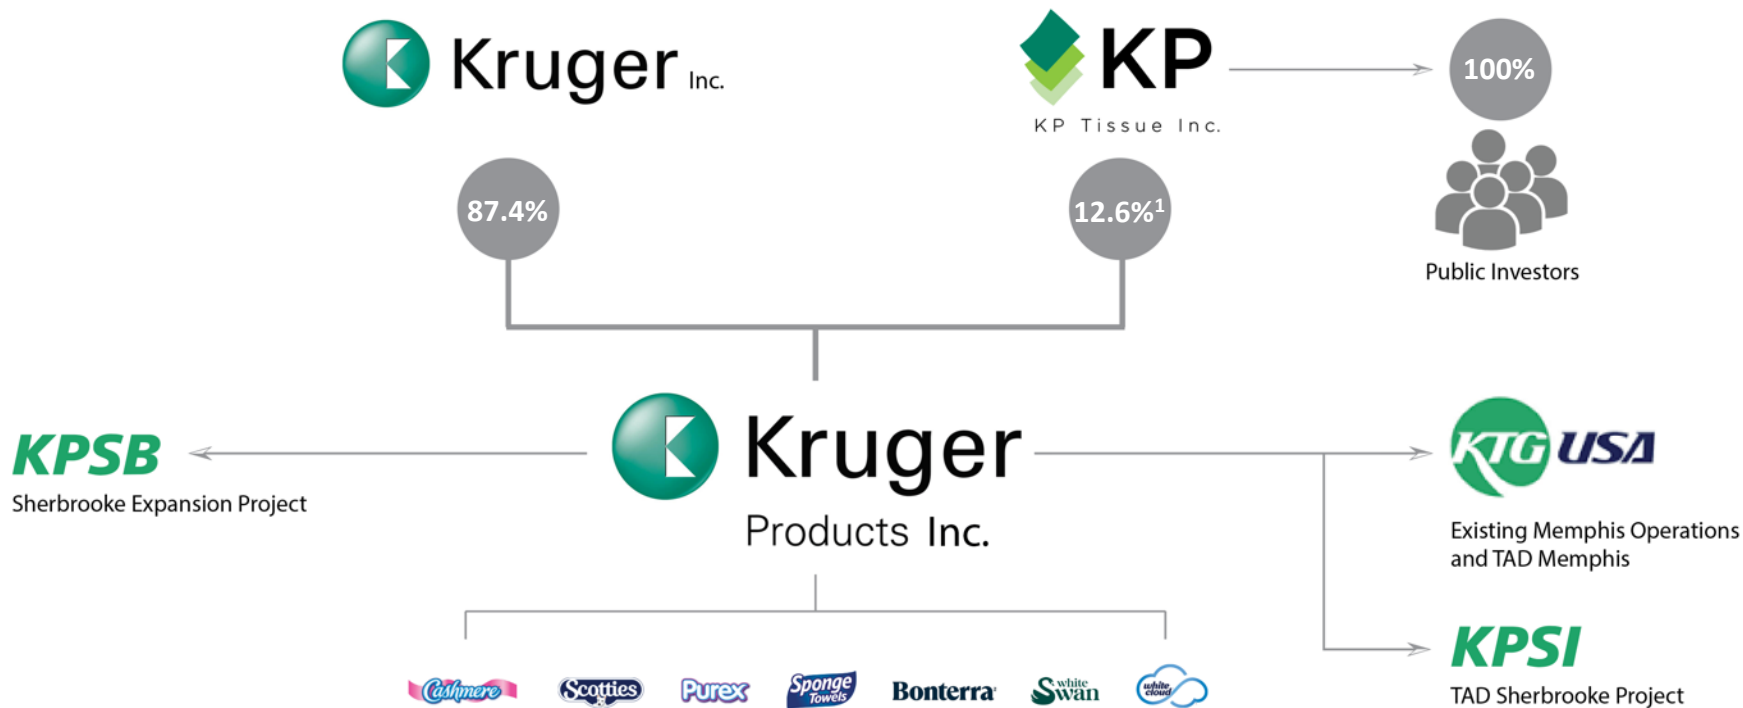 Kruger Inc.
KP
KP Tissue Inc.
100%
87.4%
12.6%¹
Public Investors
KPSB
Sherbrooke Expansion Project
Kruger
Products Inc.
KTG USA
Existing Memphis Operations
and TAD Memphis
KPSI
TAD Sherbrooke Project
Cashmere
Scotties
Purex
Sponge
Towels
Bonterra
white
Swan
white
cloud